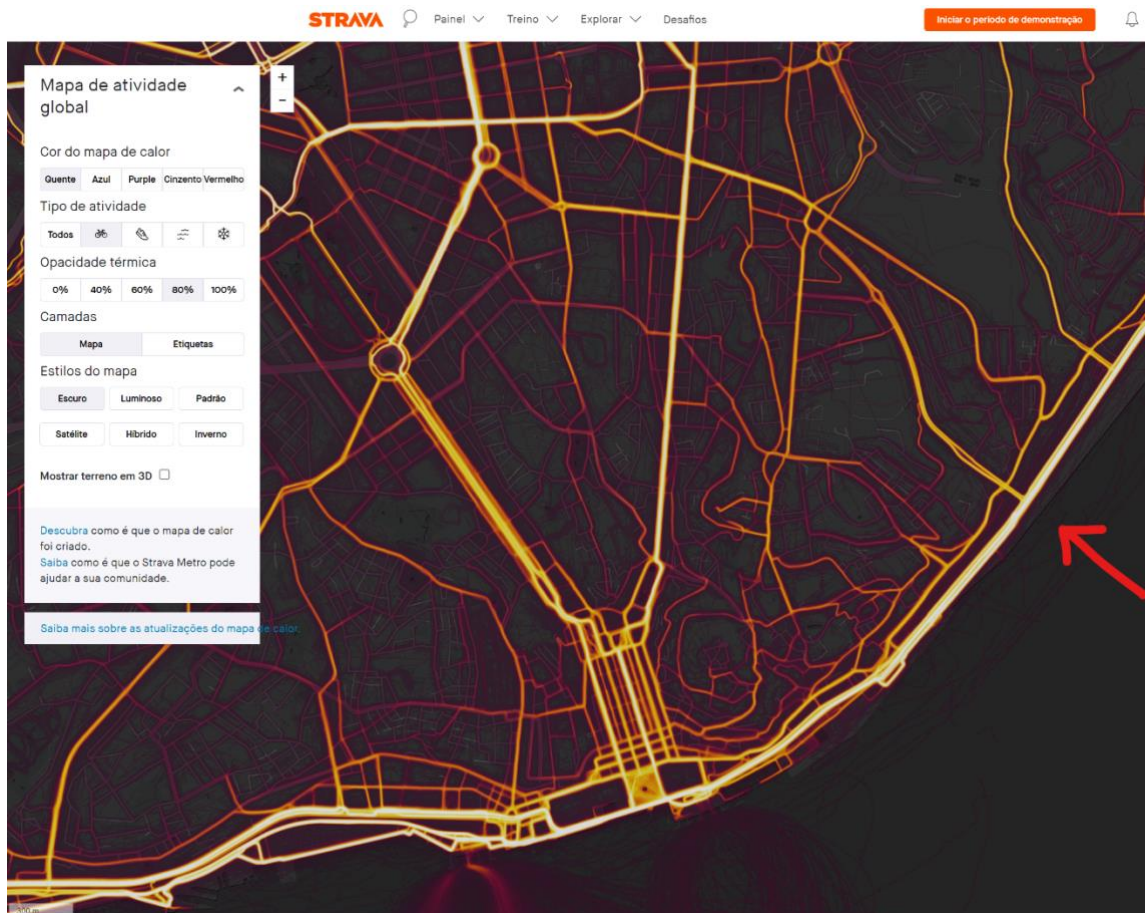 STRAVA Painel Treino Explorar Desafios Iniciar o período de demonstração
Mapa de atividade
global
+
−
Cor do mapa de calor
Quente Azul Purple Cinzento Vermelho
Tipo de atividade
Todos
Opacidade térmica
0% 40% 60% 80% 100%
Camadas
Mapa Etiquetas
Estilos do mapa
Escuro Luminoso Padrão
Satélite Híbrido Inverno
Mostrar terreno em 3D
Descubra como é que o mapa de calor
foi criado.
Saiba como é que o Strava Metro pode
ajudar a sua comunidade.
Saiba mais sobre as atualizações do mapa de calor.